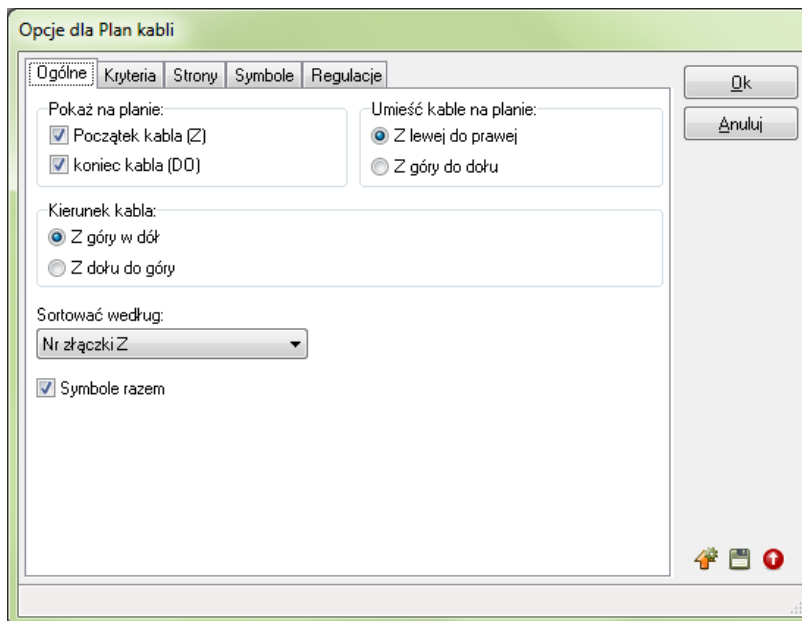 Opcje dla Plan kabli
Ogólne Kryteria Strony Symbole Regulacje
Ok
Anuluj
Pokaż na planie:
Początek kabla (Z)
koniec kabla (DO)
Umieść kable na planie:
Z lewej do prawej
Z góry do dołu
Kierunek kabla:
Z góry w dół
Z dołu do góry
Sortować według:
Nr złączki Z
Symbole razem